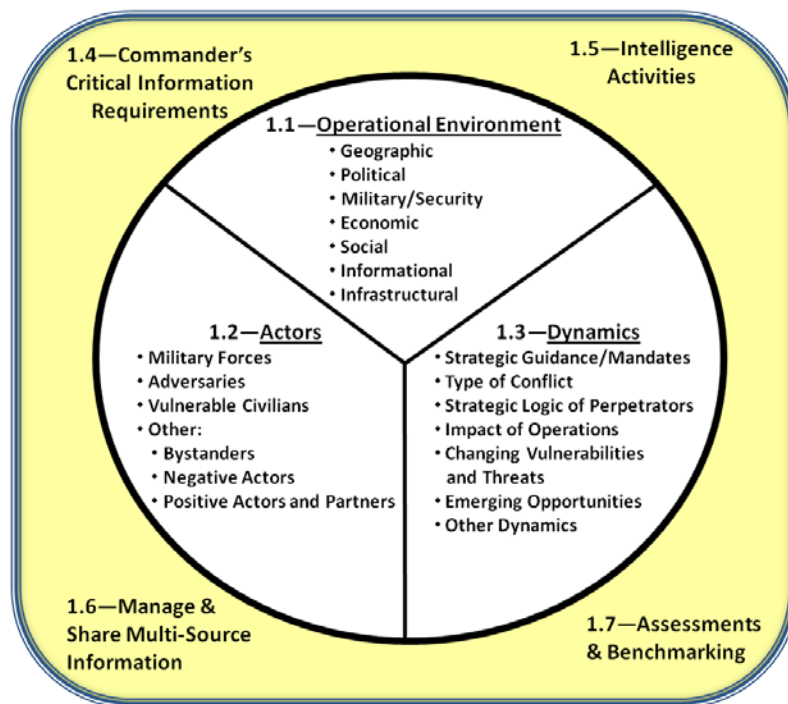 1.4—Commander's
Critical Information
Requirements
1.5—Intelligence
Activities
1.1—Operational Environment
• Geographic
• Political
• Military/Security
• Economic
• Social
• Informational
• Infrastructural
1.2—Actors
• Military Forces
• Adversaries
• Vulnerable Civilians
• Other:
• Bystanders
• Negative Actors
• Positive Actors and Partners
1.3—Dynamics
• Strategic Guidance/Mandates
• Type of Conflict
• Strategic Logic of Perpetrators
• Impact of Operations
• Changing Vulnerabilities
and Threats
• Emerging Opportunities
• Other Dynamics
1.6—Manage &
Share Multi-Source
Information
1.7—Assessments
& Benchmarking